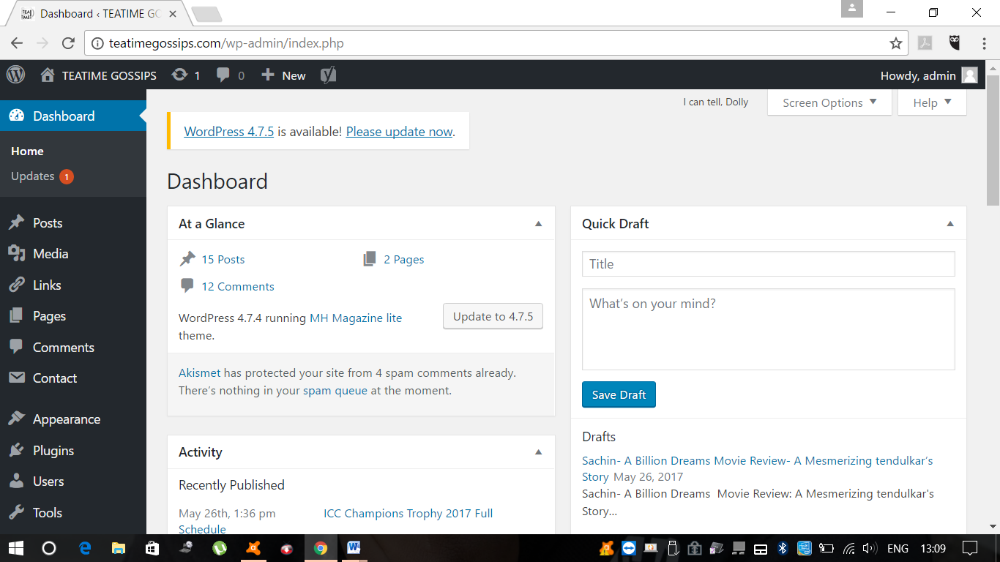 Dashboard ‹ TEATIME GO
teatimegossips.com/wp-admin/index.php
TEATIME GOSSIPS 1 0 New
Howdy, admin
I can tell, Dolly
Screen Options
Help
Dashboard
Home
Updates 1
Posts
Media
Links
Pages
Comments
Contact
Appearance
Plugins
Users
Tools
WordPress 4.7.5 is available! Please update now.
Dashboard
At a Glance
15 Posts
2 Pages
12 Comments
WordPress 4.7.4 running MH Magazine lite
theme.
Update to 4.7.5
Akismet has protected your site from 4 spam comments already.
There’s nothing in your spam queue at the moment.
Activity
Recently Published
May 26th, 1:36 pm
ICC Champions Trophy 2017 Full
Schedule
Quick Draft
Title
What’s on your mind?
Save Draft
Drafts
Sachin- A Billion Dreams Movie Review- A Mesmerizing tendulkar’s
Story May 26, 2017
Sachin- A Billion Dreams  Movie Review: A Mesmerizing tendulkar's
Story…
ENG
13:09